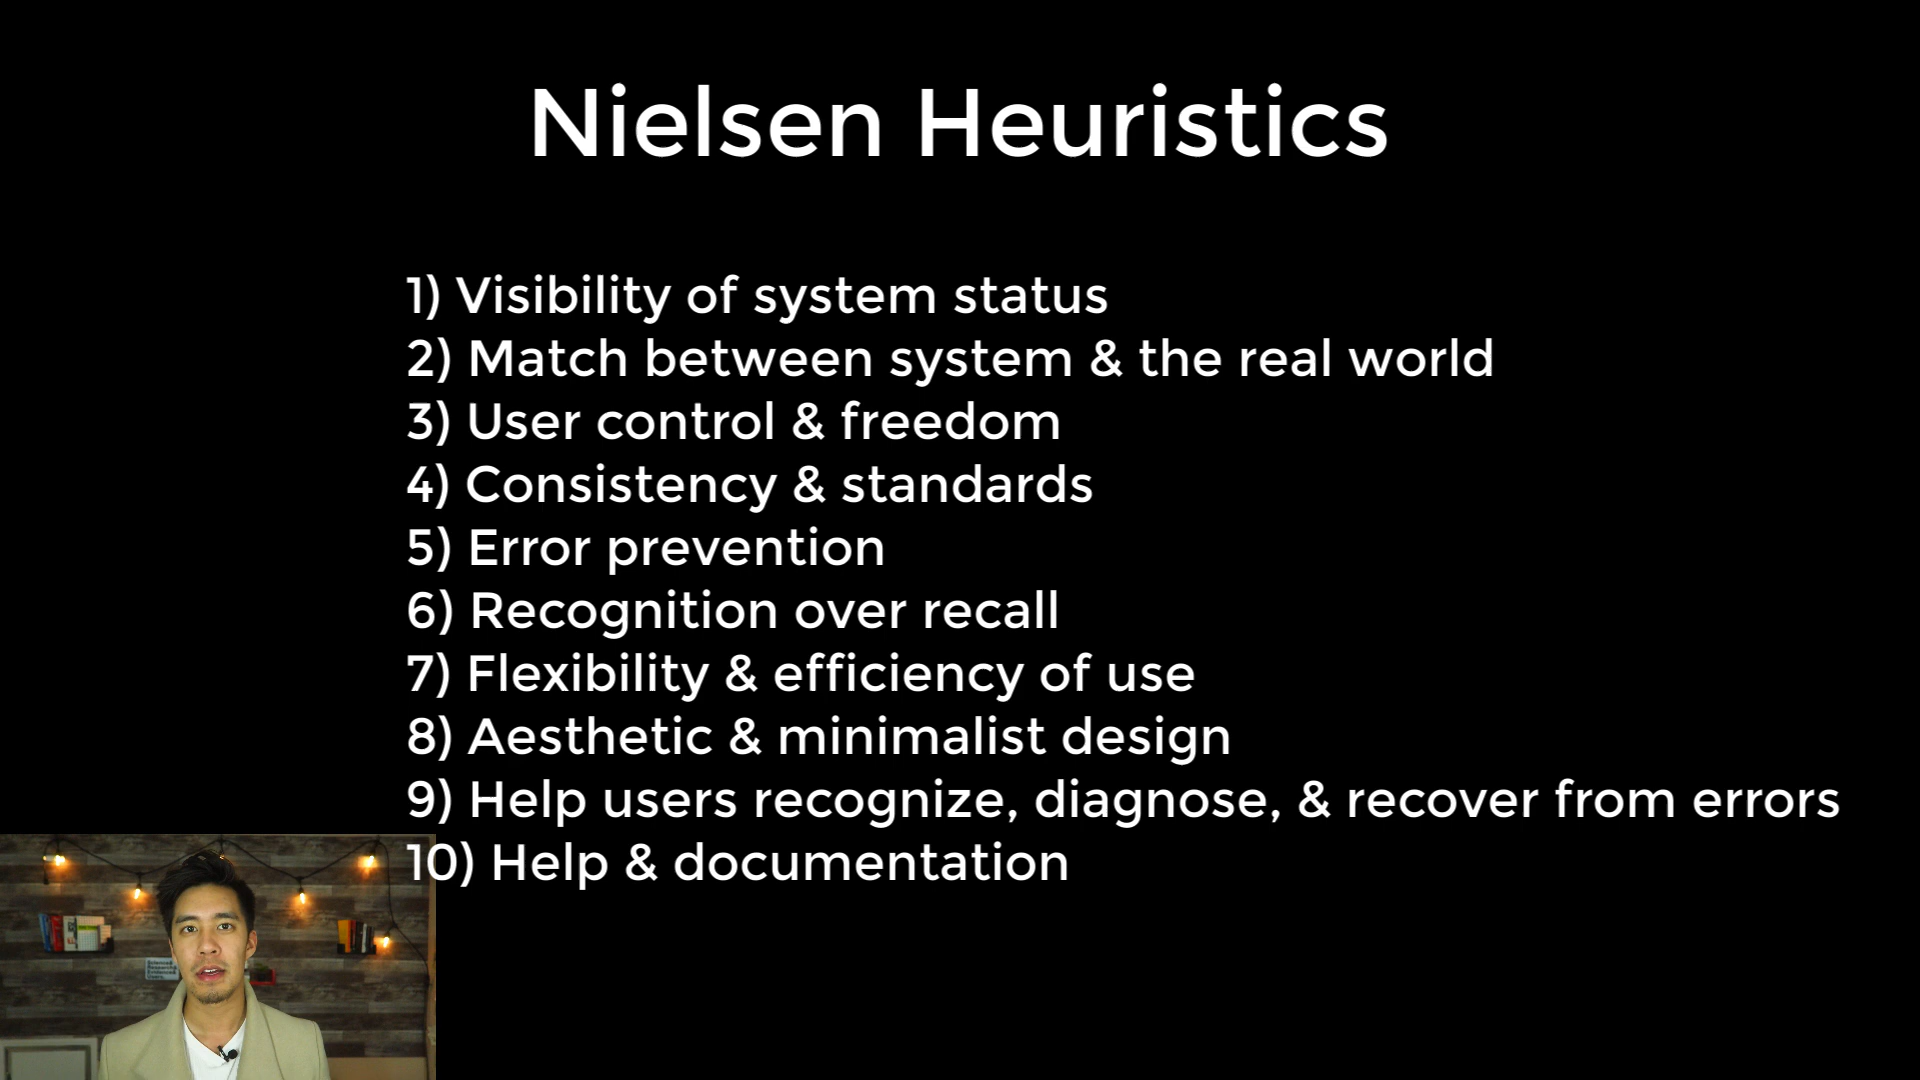 Nielsen Heuristics
1) Visibility of system status
2) Match between system & the real world
3) User control & freedom
4) Consistency & standards
5) Error prevention
6) Recognition over recall
7) Flexibility & efficiency of use
8) Aesthetic & minimalist design
9) Help users recognize, diagnose, & recover from errors
10) Help & documentation